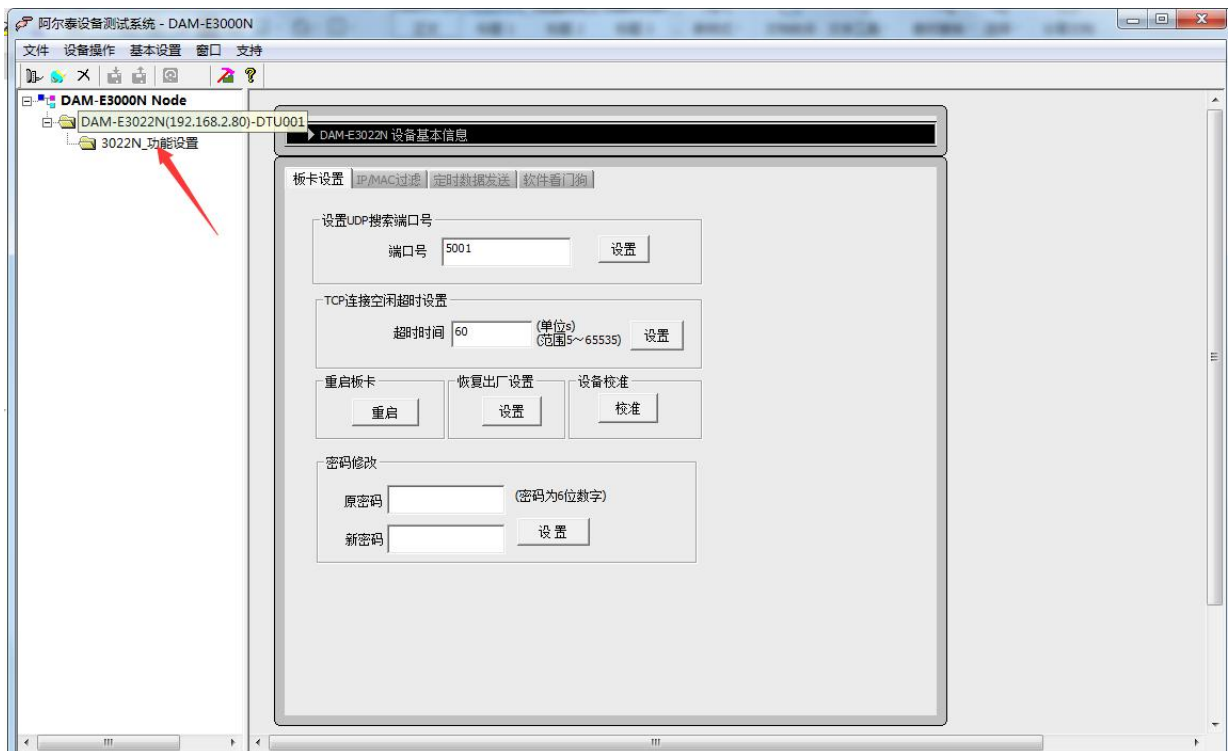 阿尔泰设备测试系统 - DAM-E3000N
文件 设备操作 基本设置 窗口 支持
DAM-E3000N Node
DAM-E3022N(192.168.2.80)-DTU001
3022N_功能设置
DAM-E3022N 设备基本信息
板卡设置 IP/MAC过滤 定时数据发送 软件看门狗
设置UDP搜索端口号
端口号 5001 设置
TCP连接空闲超时设置
超时时间 60 (单位s) 设置
(范围5～65535)
重启板卡 恢复出厂设置 设备校准
重启 设置 校准
密码修改
原密码 (密码为6位数字)
新密码 设 置